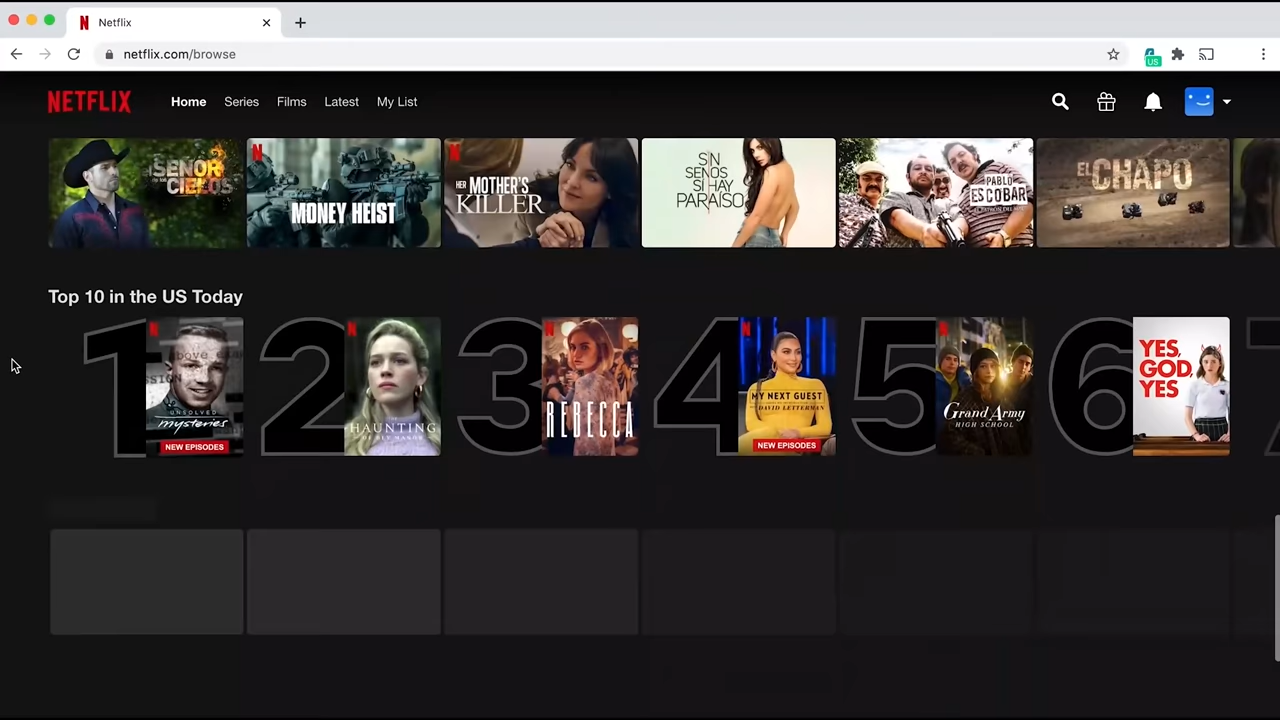 Netflix
netflix.com/browse
US
NETFLIX
Home
Series
Films
Latest
My List
SEÑOR
CIELOS
N
MONEY HEIST
N
HER MOTHER'S
KILLER
SIN
SENOS
SÍ HAY
PARAÍSO
PABLO
ESCOBAR
EL CHAPO
Top 10 in the US Today
1
N
UNSOLVED
mysteries
NEW EPISODES
2
N
THE
HAUNTING
OF BLY MANOR
3
N
REBECCA
4
N
MY NEXT GUEST
DAVID LETTERMAN
NEW EPISODES
5
N
Grand Army
HIGH SCHOOL
6
YES,
GOD,
YES
7